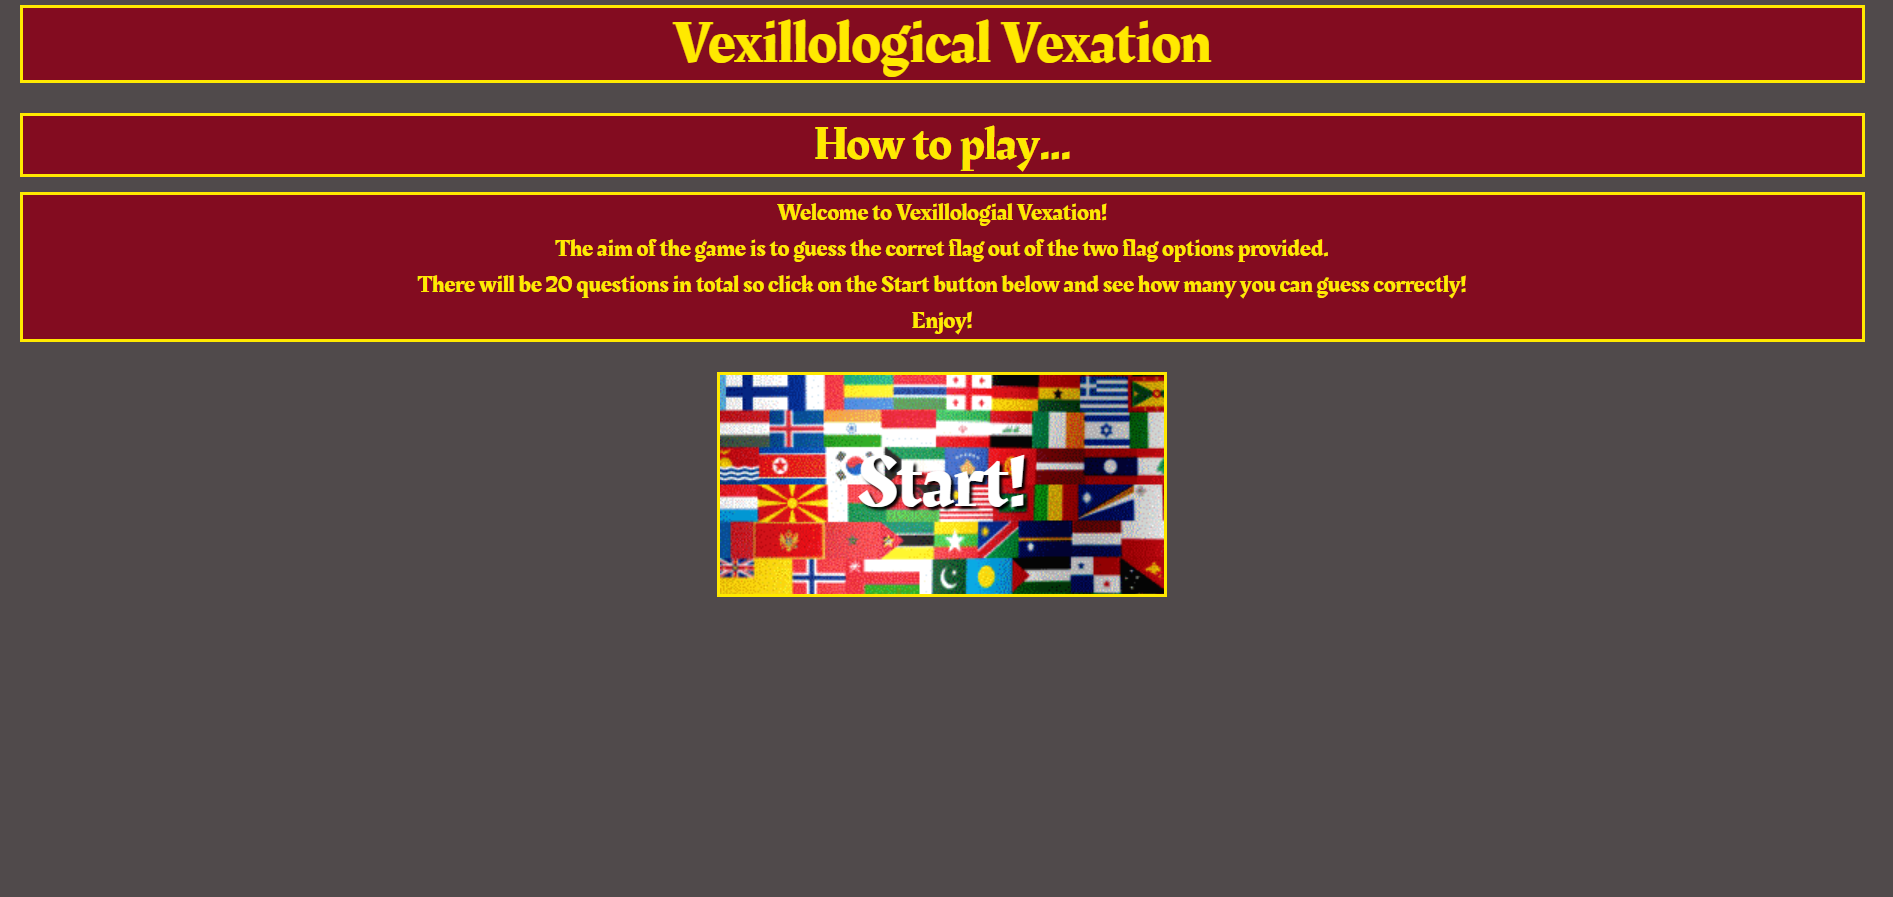 Vexillological Vexation
How to play...
Welcome to Vexillologial Vexation!
The aim of the game is to guess the corret flag out of the two flag options provided.
There will be 20 questions in total so click on the Start button below and see how many you can guess correctly!
Enjoy!
Start!